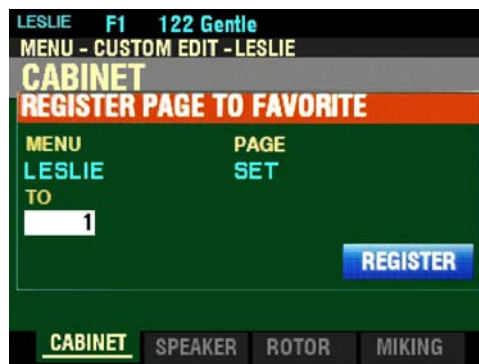 LESLIE F1 122 Gentle
MENU - CUSTOM EDIT - LESLIE
CABINET
REGISTER PAGE TO FAVORITE
MENU PAGE
LESLIE SET
TO
1
REGISTER
CABINET SPEAKER ROTOR MIKING